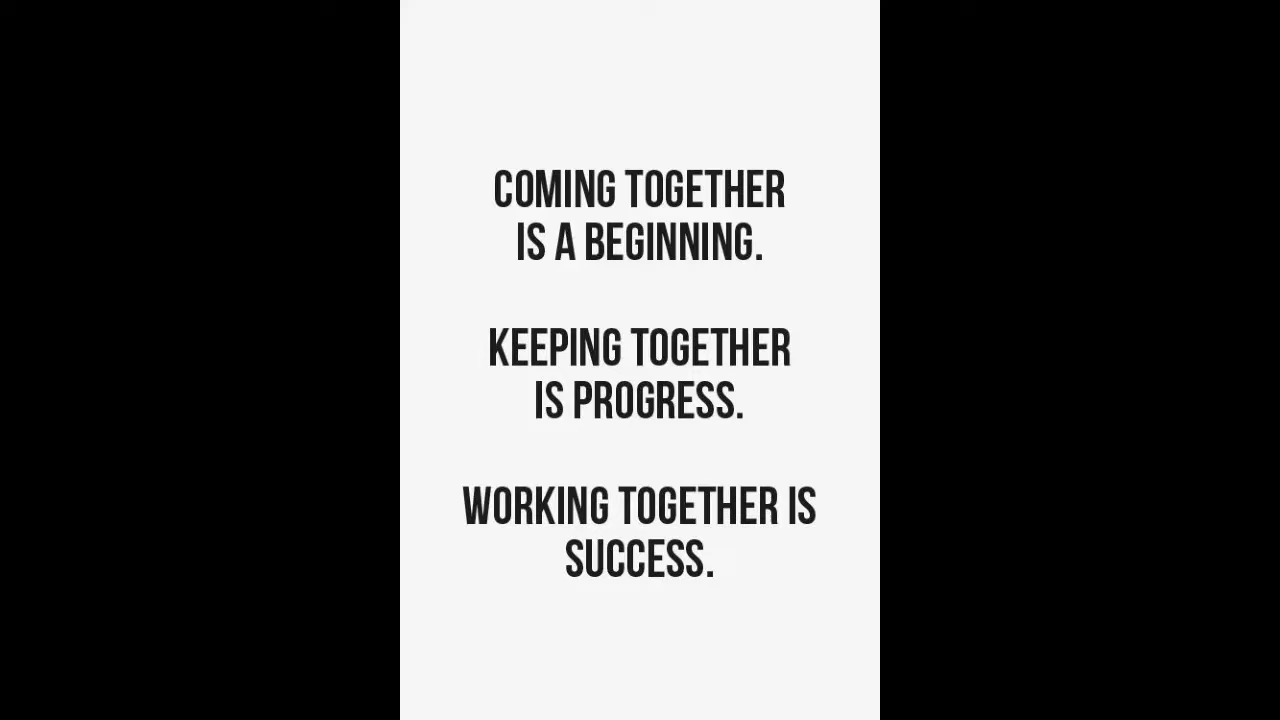 COMING TOGETHER
IS A BEGINNING.
KEEPING TOGETHER
IS PROGRESS.
WORKING TOGETHER IS
SUCCESS.